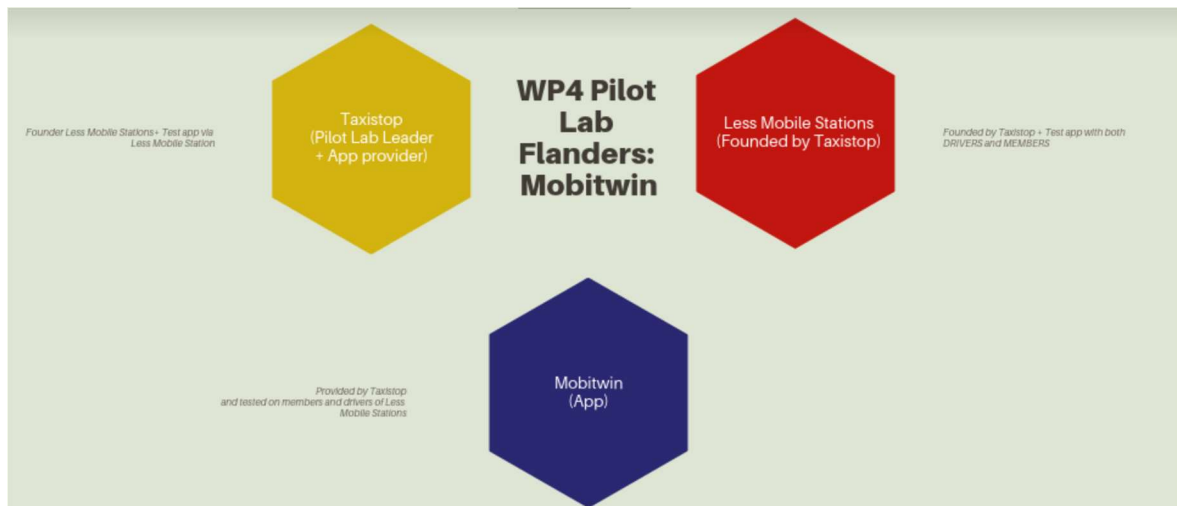 WP4 Pilot
Lab
Flanders:
Mobitwin
Founder Less Mobile Stations+ Test app via
Less Mobile Station
Taxistop
(Pilot Lab Leader
+ App provider)
Less Mobile Stations
(Founded by Taxistop)
Founded by Taxistop + Test app with both
DRIVERS and MEMBERS
Provided by Taxistop
and tested on members and drivers of Less
Mobile Stations
Mobitwin
(App)